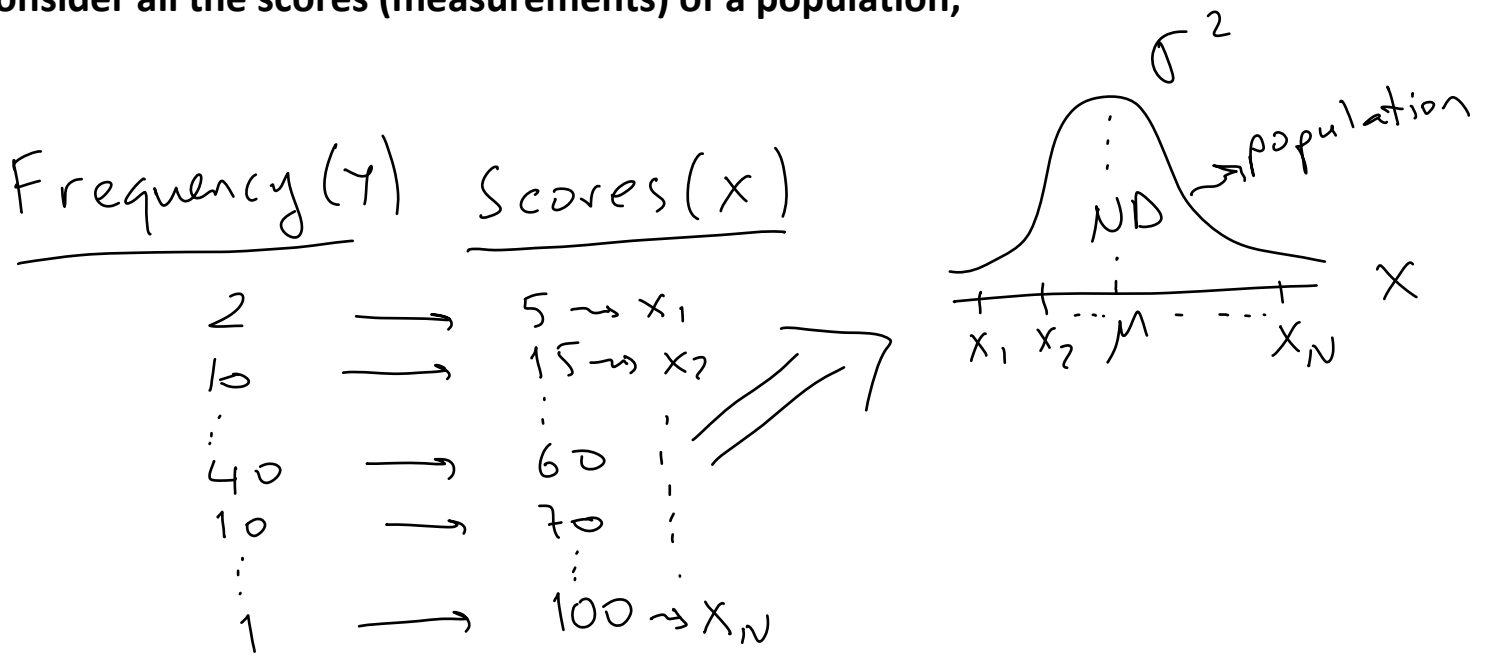 onsider all the scores (measurements) of a population,
Frequency (Y) Scores (X)
2 → 5 ⇝ X₁
10 → 15 ⇝ X₂
⋮ ⋮
40 → 60
10 → 70
⋮ ⋮
1 → 100 ⇝ X_N
σ²
population
ND
X
X₁ X₂ ... μ - - ... X_N